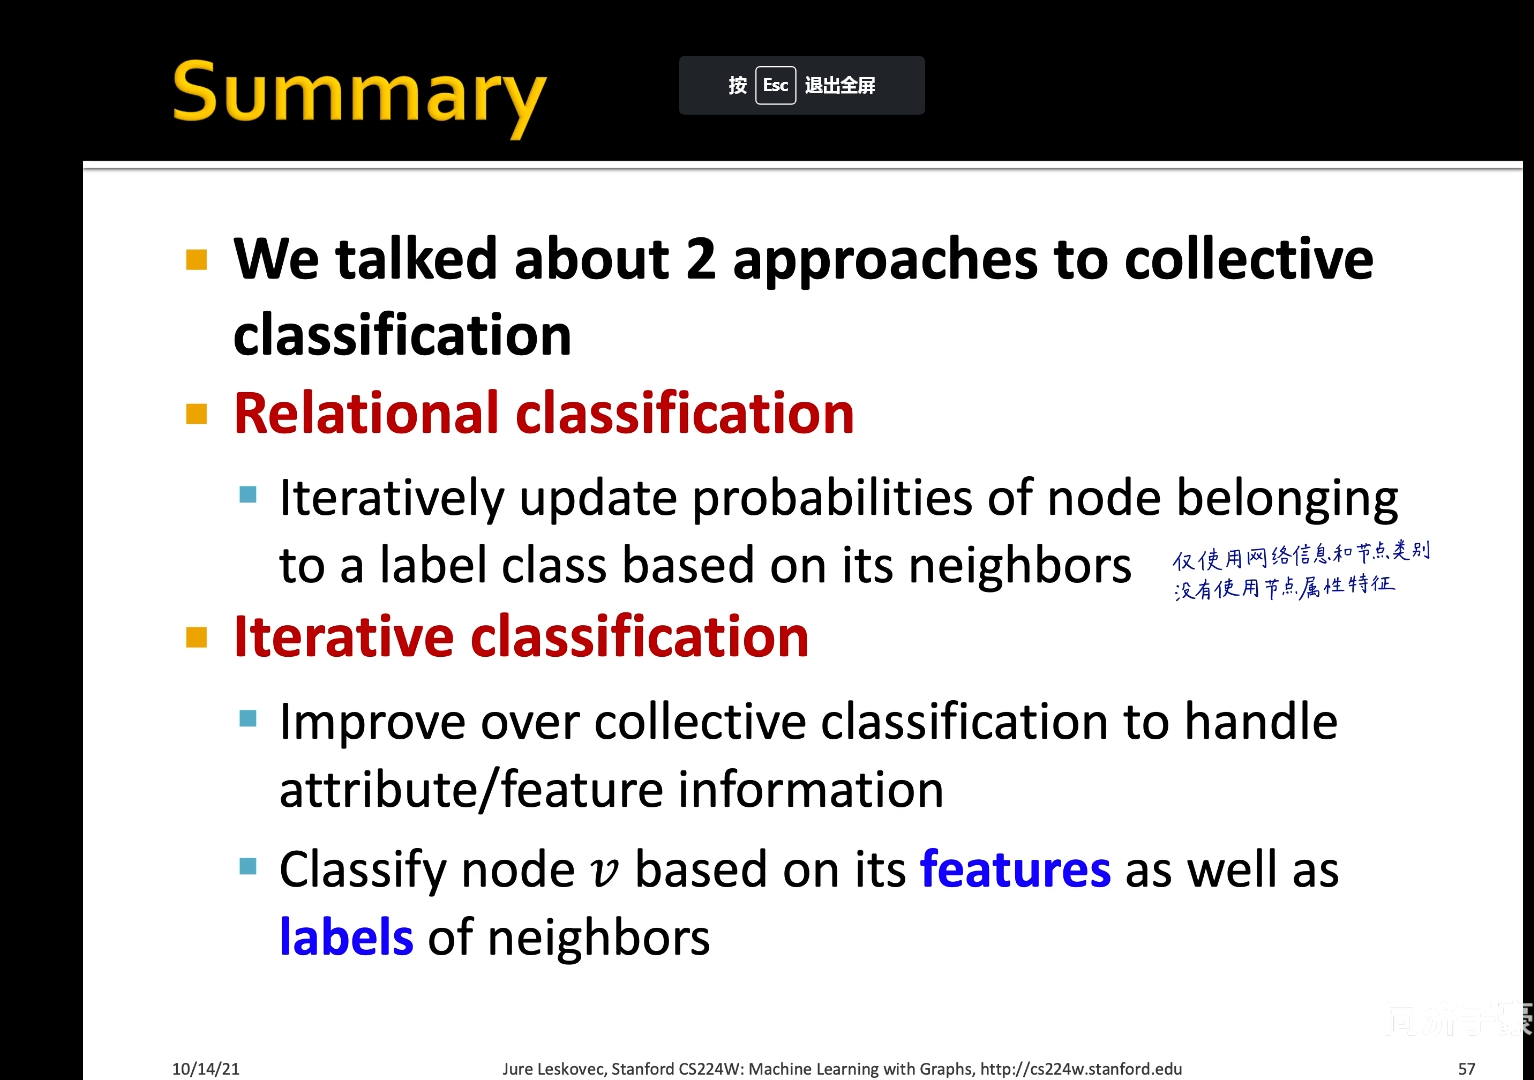 Summary
按 Esc 退出全屏
We talked about 2 approaches to collective
classification
Relational classification
Iteratively update probabilities of node belonging
to a label class based on its neighbors
仅使用网络信息和节点类别
没有使用节点属性特征
Iterative classification
Improve over collective classification to handle
attribute/feature information
Classify node v based on its features as well as
labels of neighbors
同济子豪
10/14/21
Jure Leskovec, Stanford CS224W: Machine Learning with Graphs, http://cs224w.stanford.edu
57